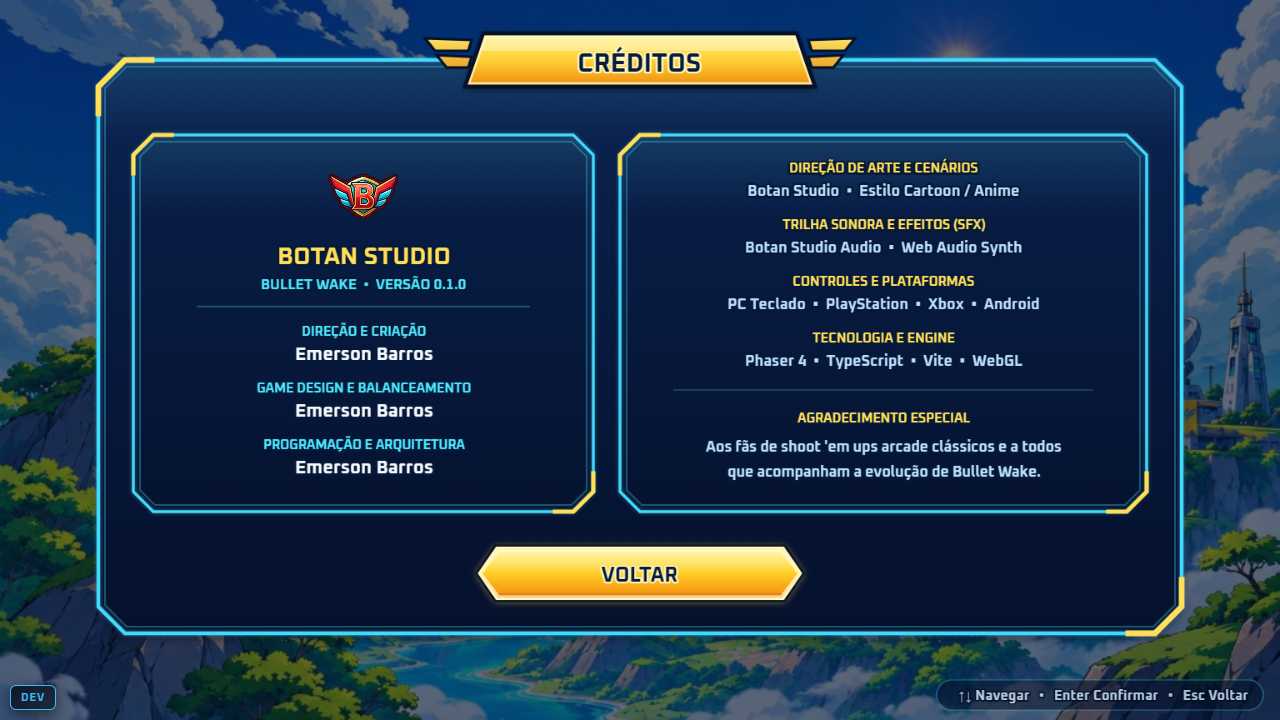 CRÉDITOS
B
BOTAN STUDIO
BULLET WAKE • VERSÃO 0.1.0
DIREÇÃO E CRIAÇÃO
Emerson Barros
GAME DESIGN E BALANCEAMENTO
Emerson Barros
PROGRAMAÇÃO E ARQUITETURA
Emerson Barros
DIREÇÃO DE ARTE E CENÁRIOS
Botan Studio • Estilo Cartoon / Anime
TRILHA SONORA E EFEITOS (SFX)
Botan Studio Audio • Web Audio Synth
CONTROLES E PLATAFORMAS
PC Teclado • PlayStation • Xbox • Android
TECNOLOGIA E ENGINE
Phaser 4 • TypeScript • Vite • WebGL
AGRADECIMENTO ESPECIAL
Aos fãs de shoot 'em ups arcade clássicos e a todos
que acompanham a evolução de Bullet Wake.
VOLTAR
DEV
↑↓ Navegar • Enter Confirmar • Esc Voltar